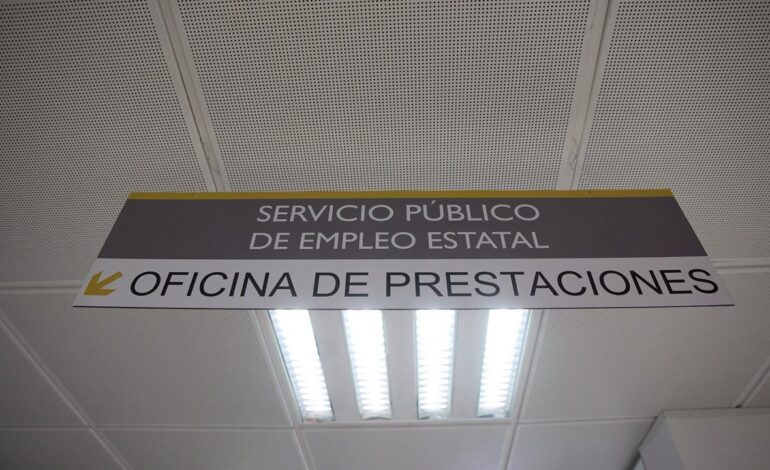 SERVICIO PÚBLICO
DE EMPLEO ESTATAL
OFICINA DE PRESTACIONES